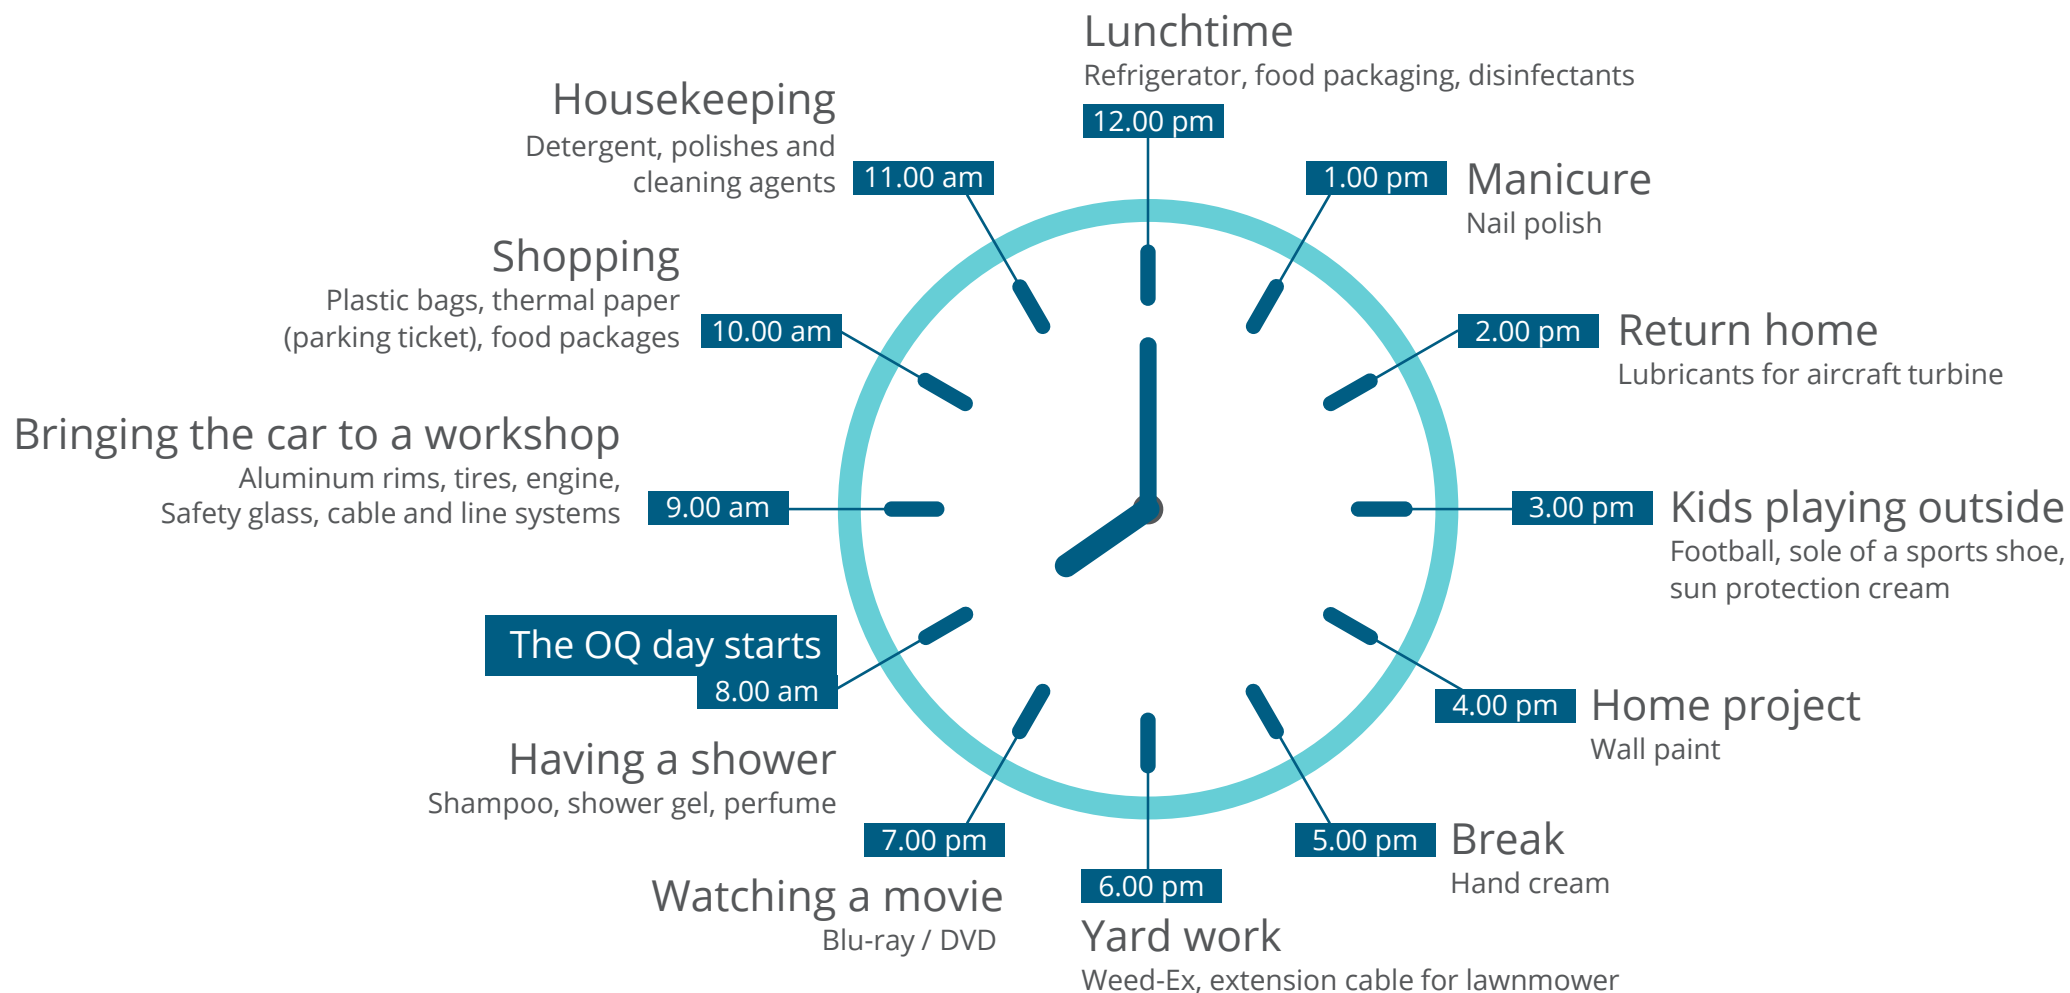 Lunchtime
Refrigerator, food packaging, disinfectants
12.00 pm
1.00 pm
Manicure
Nail polish
2.00 pm
Return home
Lubricants for aircraft turbine
3.00 pm
Kids playing outside
Football, sole of a sports shoe,
sun protection cream
4.00 pm
Home project
Wall paint
5.00 pm
Break
Hand cream
6.00 pm
Yard work
Weed-Ex, extension cable for lawnmower
7.00 pm
Watching a movie
Blu-ray / DVD
The OQ day starts
8.00 am
Having a shower
Shampoo, shower gel, perfume
Bringing the car to a workshop
Aluminum rims, tires, engine,
Safety glass, cable and line systems
9.00 am
Shopping
Plastic bags, thermal paper
(parking ticket), food packages
10.00 am
Housekeeping
Detergent, polishes and
cleaning agents
11.00 am